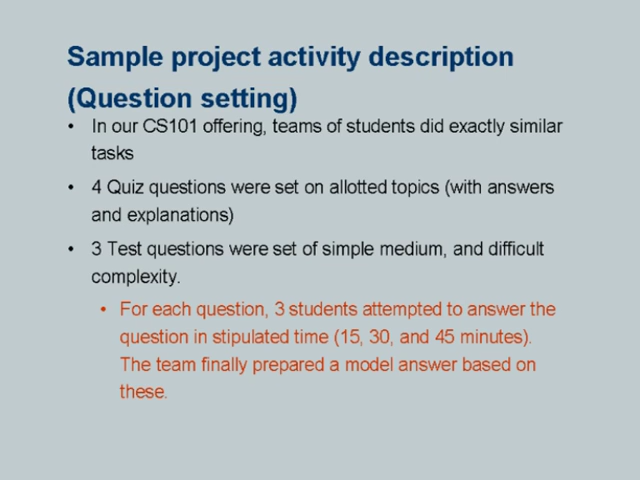 Sample project activity description
(Question setting)
• In our CS101 offering, teams of students did exactly similar
tasks
• 4 Quiz questions were set on allotted topics (with answers
and explanations)
• 3 Test questions were set of simple medium, and difficult
complexity.
• For each question, 3 students attempted to answer the
question in stipulated time (15, 30, and 45 minutes).
The team finally prepared a model answer based on
these.